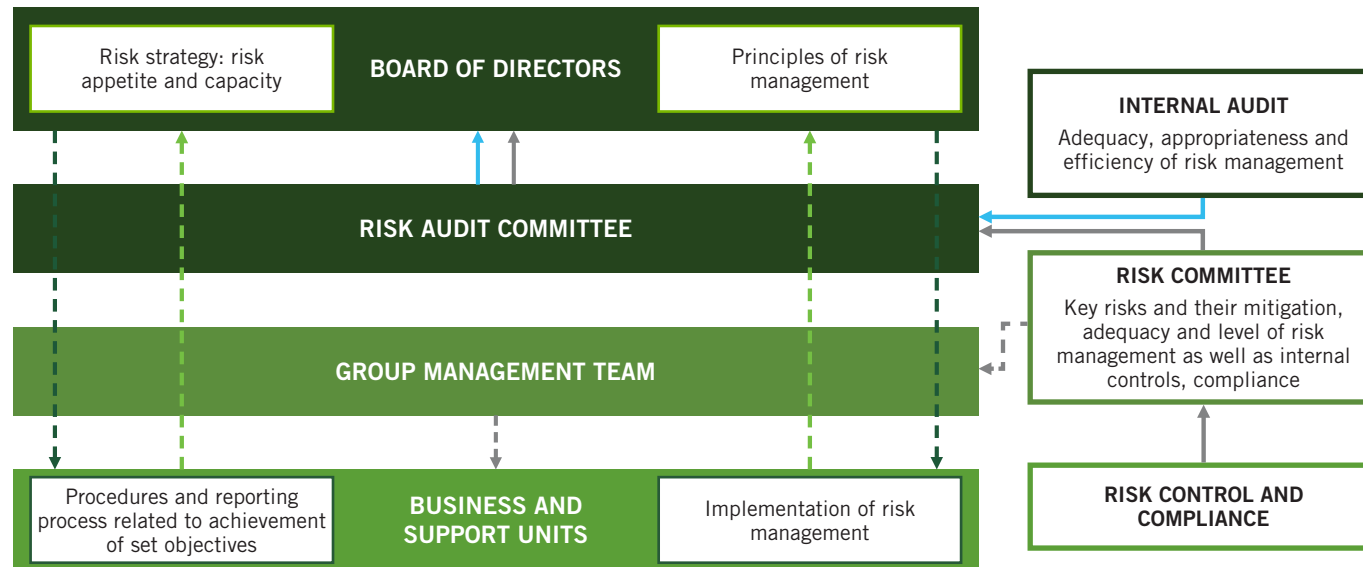 Risk strategy: risk
appetite and capacity
BOARD OF DIRECTORS
Principles of risk
management
INTERNAL AUDIT
Adequacy, appropriateness and
efficiency of risk management
RISK AUDIT COMMITTEE
RISK COMMITTEE
Key risks and their mitigation,
adequacy and level of risk
management as well as internal
controls, compliance
GROUP MANAGEMENT TEAM
Procedures and reporting
process related to achievement
of set objectives
BUSINESS AND
SUPPORT UNITS
Implementation of risk
management
RISK CONTROL AND
COMPLIANCE